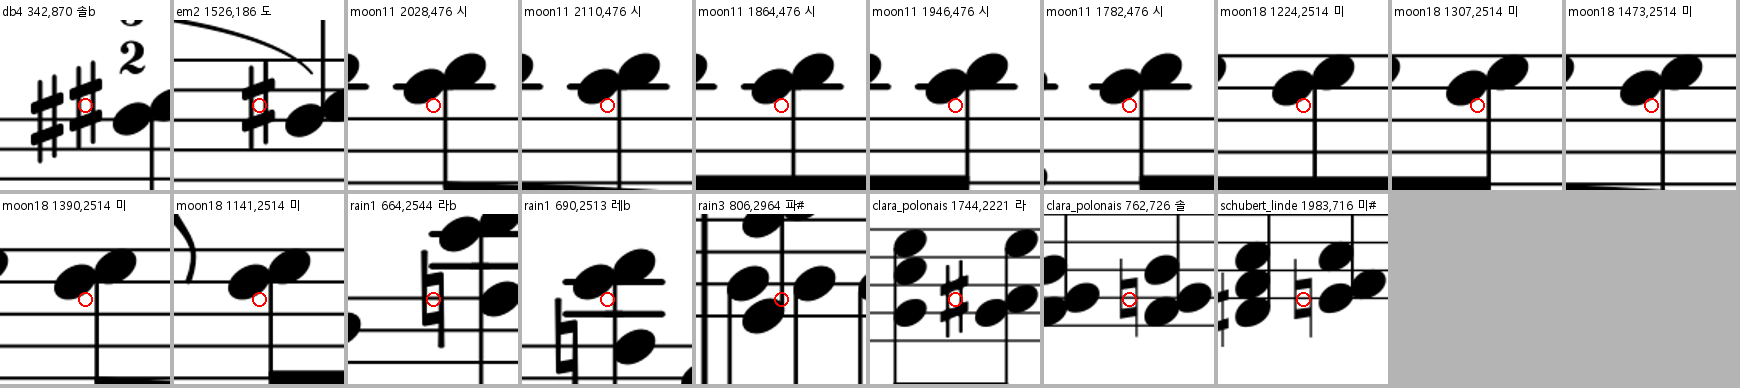 db4 342,870 솔b
em2 1526,186 도
moon11 2028,476 시
moon11 2110,476 시
moon11 1864,476 시
moon11 1946,476 시
moon11 1782,476 시
moon18 1224,2514 미
moon18 1307,2514 미
moon18 1473,2514 미
2
moon18 1390,2514 미
moon18 1141,2514 미
rain1 664,2544 라b
rain1 690,2513 레b
rain3 806,2964 파#
clara_polonais 1744,2221 라
clara_polonais 762,726 솔
schubert_linde 1983,716 미#